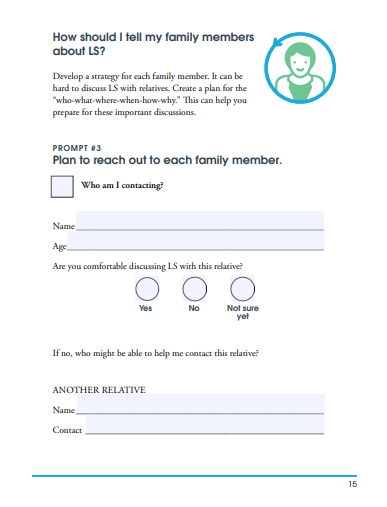 How should I tell my family members
about LS?
Develop a strategy for each family member. It can be
hard to discuss LS with relatives. Create a plan for the
“who-what-where-when-how-why.” This can help you
prepare for these important discussions.
PROMPT #3
Plan to reach out to each family member.
Who am I contacting?
Name
Age
Are you comfortable discussing LS with this relative?
Yes No Not sure
yet
If no, who might be able to help me contact this relative?
ANOTHER RELATIVE
Name
Contact
15